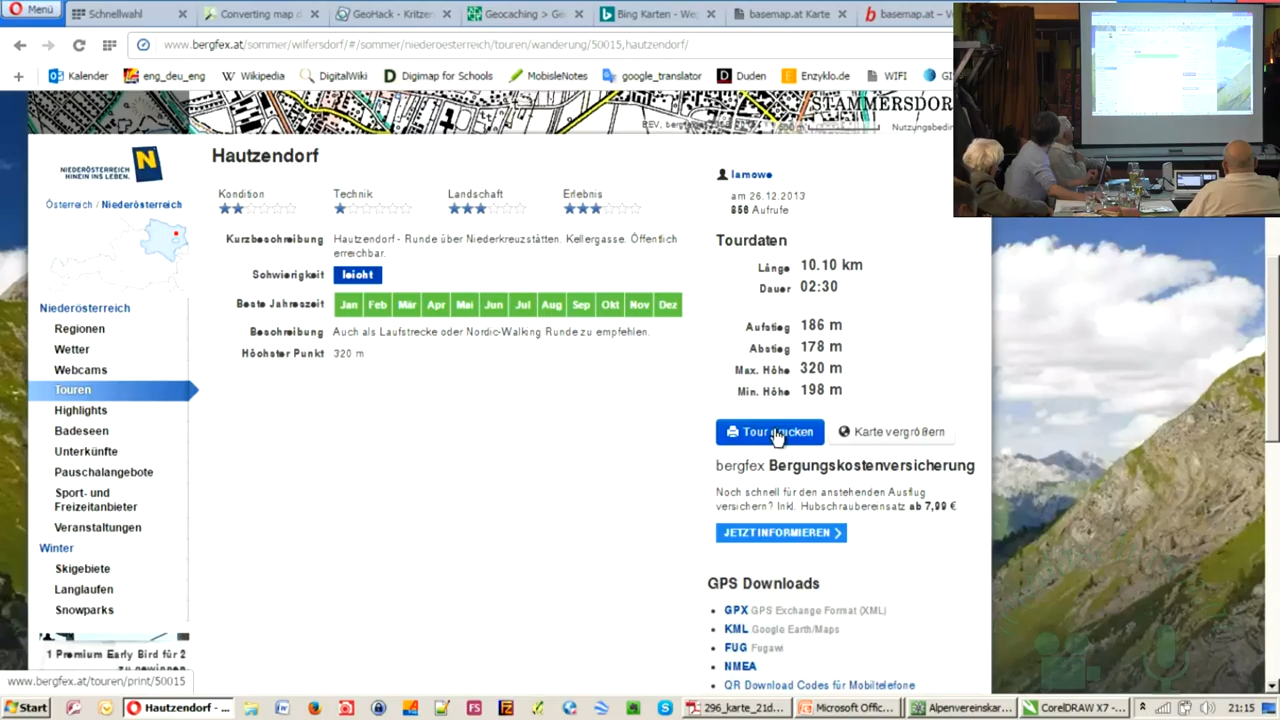 Menü
Schnellwahl
Converting map d
GeoHack - Kritzen
Geocaching > Ge
Bing Karten - We
basemap.at Karte
basemap.at – V
www.bergfex.at/sommer/wilfersdorf/#/sommer/niederoesterreich/touren/wanderung/50015,hautzendorf/
Kalender
eng_deu_eng
Wikipedia
DigitalWiki
Digimap for Schools
MobisleNotes
google_translator
Duden
Enzyklo.de
WIFI
STAMMERSDOR
500 m
Nutzungsbedin
NIEDERÖSTERREICH
HINEIN INS LEBEN.
N
Österreich / Niederösterreich
Niederösterreich
Regionen
Wetter
Webcams
Touren
Highlights
Badeseen
Unterkünfte
Pauschalangebote
Sport- und
Freizeitanbieter
Veranstaltungen
Winter
Skigebiete
Langlaufen
Snowparks
1 Premium Early Bird für 2
zu gewinnen
Hautzendorf
Kondition
Technik
Landschaft
Erlebnis
Kurzbeschreibung Hautzendorf - Runde über Niederkreuzstätten. Kellergasse. Öffentlich
erreichbar.
Schwierigkeit leicht
Beste Jahreszeit Jan Feb Mär Apr Mai Jun Jul Aug Sep Okt Nov Dez
Beschreibung Auch als Laufstrecke oder Nordic-Walking Runde zu empfehlen.
Höchster Punkt 320 m
lamowe
am 26.12.2013
856 Aufrufe
Tourdaten
Länge 10.10 km
Dauer 02:30
Aufstieg 186 m
Abstieg 178 m
Max. Höhe 320 m
Min. Höhe 198 m
Tour drucken
Karte vergrößern
bergfex Bergungskostenversicherung
Noch schnell für den anstehenden Ausflug
versichern? Inkl. Hubschraubereinsatz ab 7,99 €
JETZT INFORMIEREN
GPS Downloads
GPX GPS Exchange Format (XML)
KML Google Earth/Maps
FUG Fugawi
NMEA
QR Download Codes für Mobiltelefone
www.bergfex.at/touren/print/50015
Start
Hautzendorf - ...
296_karte_21d...
Microsoft Offic...
Alpenvereinskar...
CorelDRAW X7 - ...
21:15